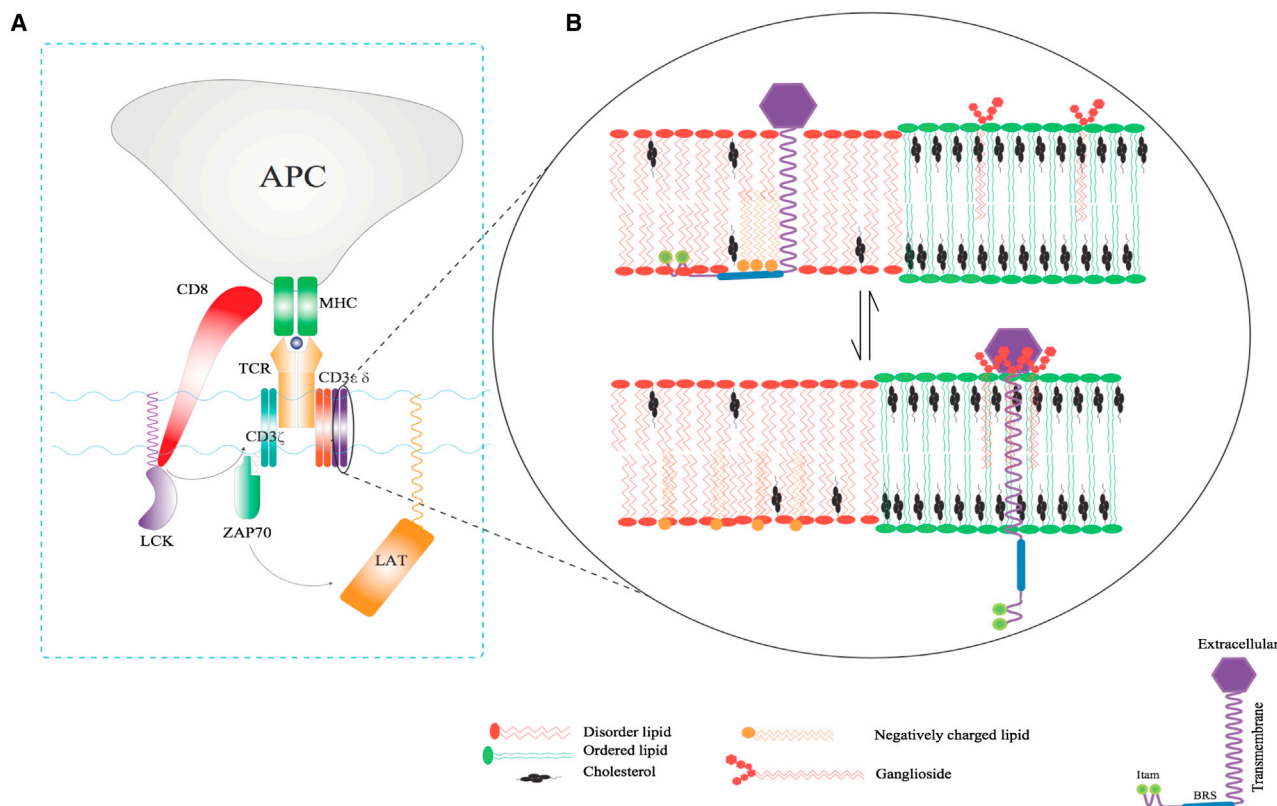 A
B
APC
CD8
MHC
TCR
CD3ε δ
CD3ζ
LCK
ZAP70
LAT
Extracellular
Transmembrane
Itam
BRS
Disorder lipid
Ordered lipid
Cholesterol
Negatively charged lipid
Ganglioside